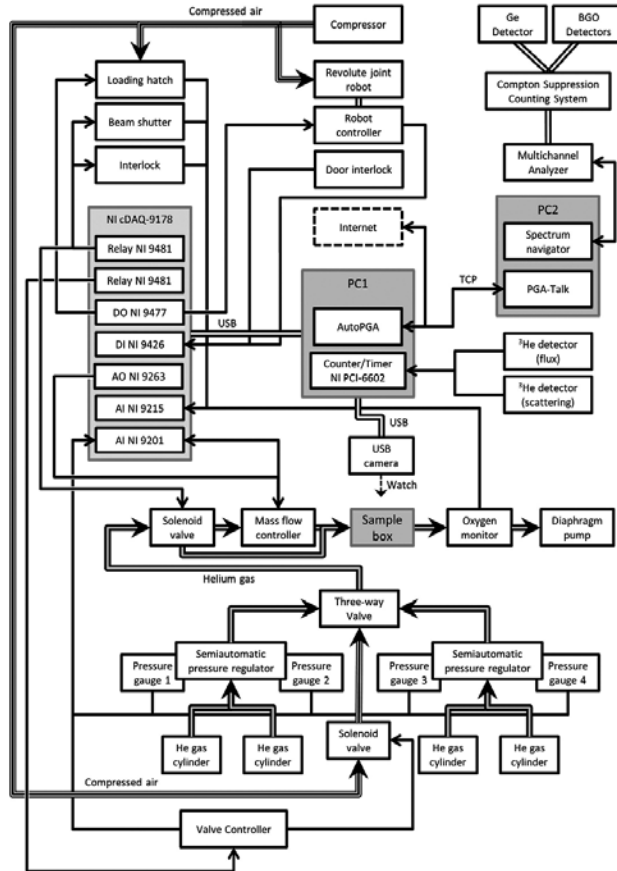 Compressed air
Compressor
Ge
Detector
BGO
Detectors
Loading hatch
Revolute joint
robot
Compton Suppression
Counting System
Beam shutter
Robot
controller
Interlock
Door interlock
Multichannel
Analyzer
NI cDAQ-9178
Internet
PC2
Relay NI 9481
Spectrum
navigator
Relay NI 9481
PC1
TCP
PGA-Talk
DO NI 9477
USB
AutoPGA
DI NI 9426
Counter/Timer
NI PCI-6602
³He detector
(flux)
AO NI 9263
³He detector
(scattering)
AI NI 9215
USB
AI NI 9201
USB
camera
Watch
Solenoid
valve
Mass flow
controller
Sample
box
Oxygen
monitor
Diaphragm
pump
Helium gas
Three-way
Valve
Semiautomatic
pressure regulator
Pressure
gauge 1
Pressure
gauge 2
Semiautomatic
pressure regulator
Pressure
gauge 3
Pressure
gauge 4
He gas
cylinder
He gas
cylinder
Solenoid
valve
He gas
cylinder
He gas
cylinder
Compressed air
Valve Controller